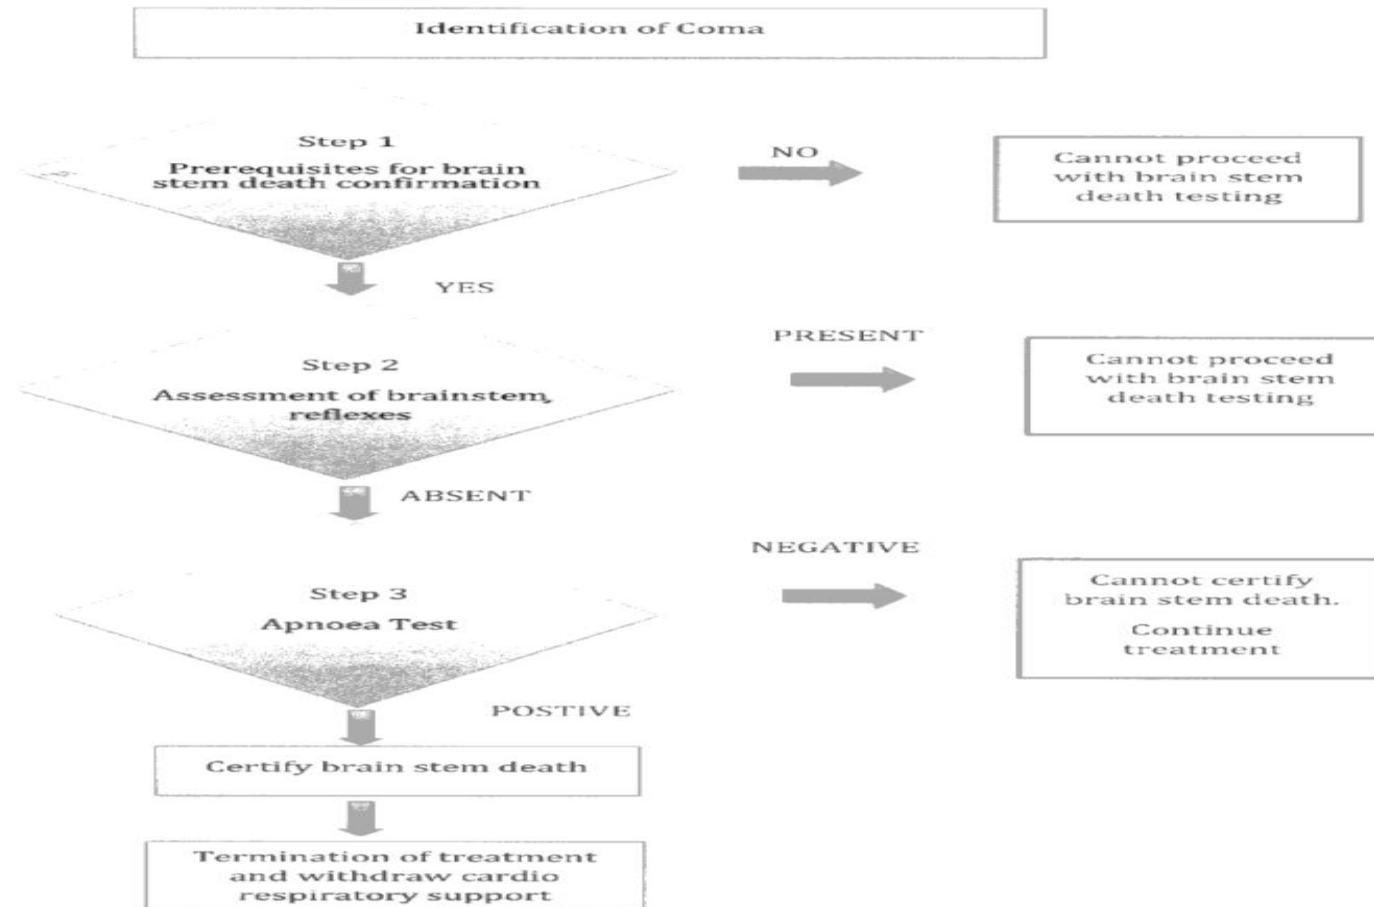 Identification of Coma
Step 1
Prerequisites for brain
stem death confirmation
NO
Cannot proceed
with brain stem
death testing
YES
PRESENT
Step 2
Assessment of brainstem,
reflexes
Cannot proceed
with brain stem
death testing
ABSENT
NEGATIVE
Step 3
Apnoea Test
Cannot certify
brain stem death.
Continue
treatment
POSTIVE
Certify brain stem death
Termination of treatment
and withdraw cardio
respiratory support